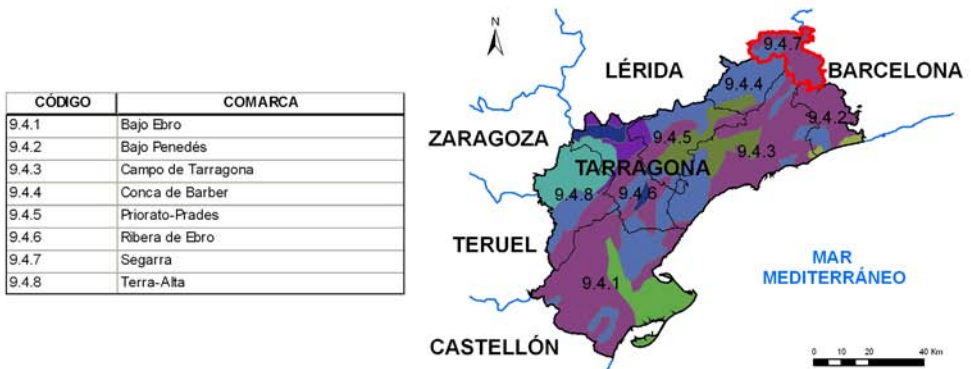 CÓDIGO COMARCA
9.4.1 Bajo Ebro
9.4.2 Bajo Penedés
9.4.3 Campo de Tarragona
9.4.4 Conca de Barber
9.4.5 Priorato-Prades
9.4.6 Ribera de Ebro
9.4.7 Segarra
9.4.8 Terra-Alta
N
9.4.7
LÉRIDA
BARCELONA
9.4.4
9.4.2
ZARAGOZA
9.4.5
9.4.3
TARRAGONA
9.4.8
9.4.6
TERUEL
MAR
MEDITERRÁNEO
9.4.1
CASTELLÓN
0 5 10 20 40 Km